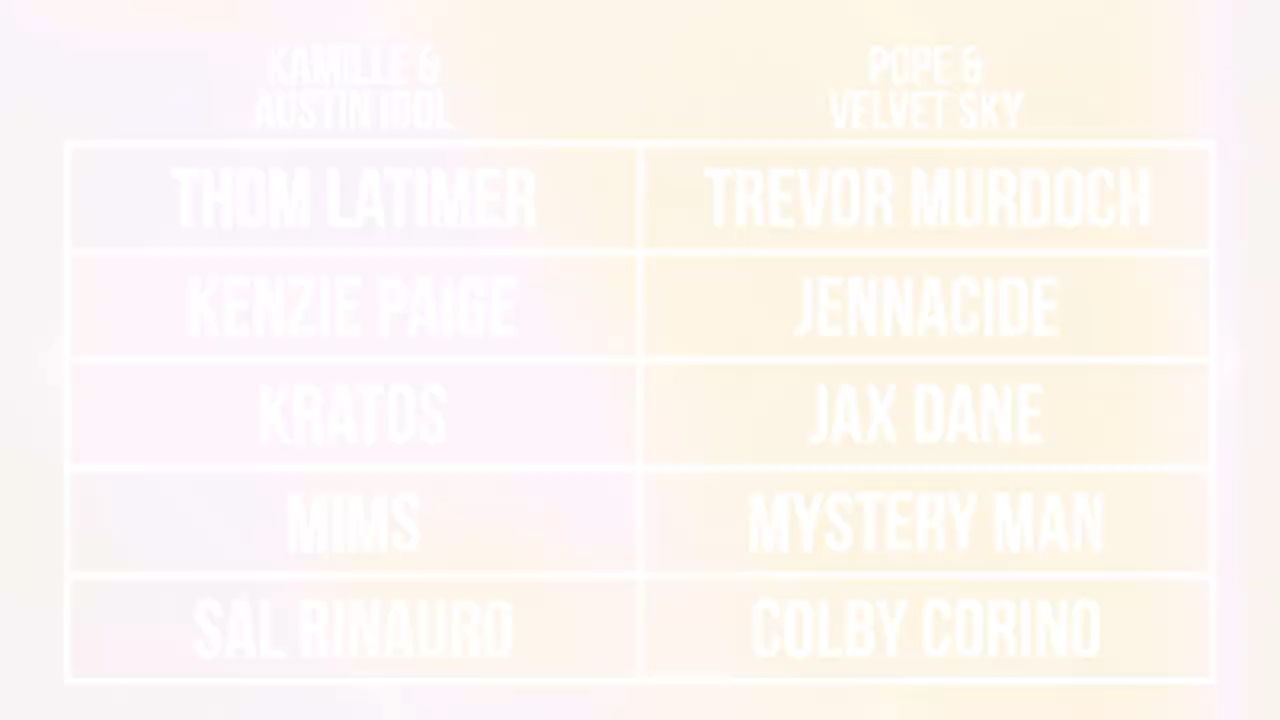 KAMILLE &
AUSTIN IDOL
POPE &
VELVET SKY
THOM LATIMER
TREVOR MURDOCH
KENZIE PAIGE
JENNACIDE
KRATOS
JAX DANE
MIMS
MYSTERY MAN
SAL RINAURO
COLBY CORINO